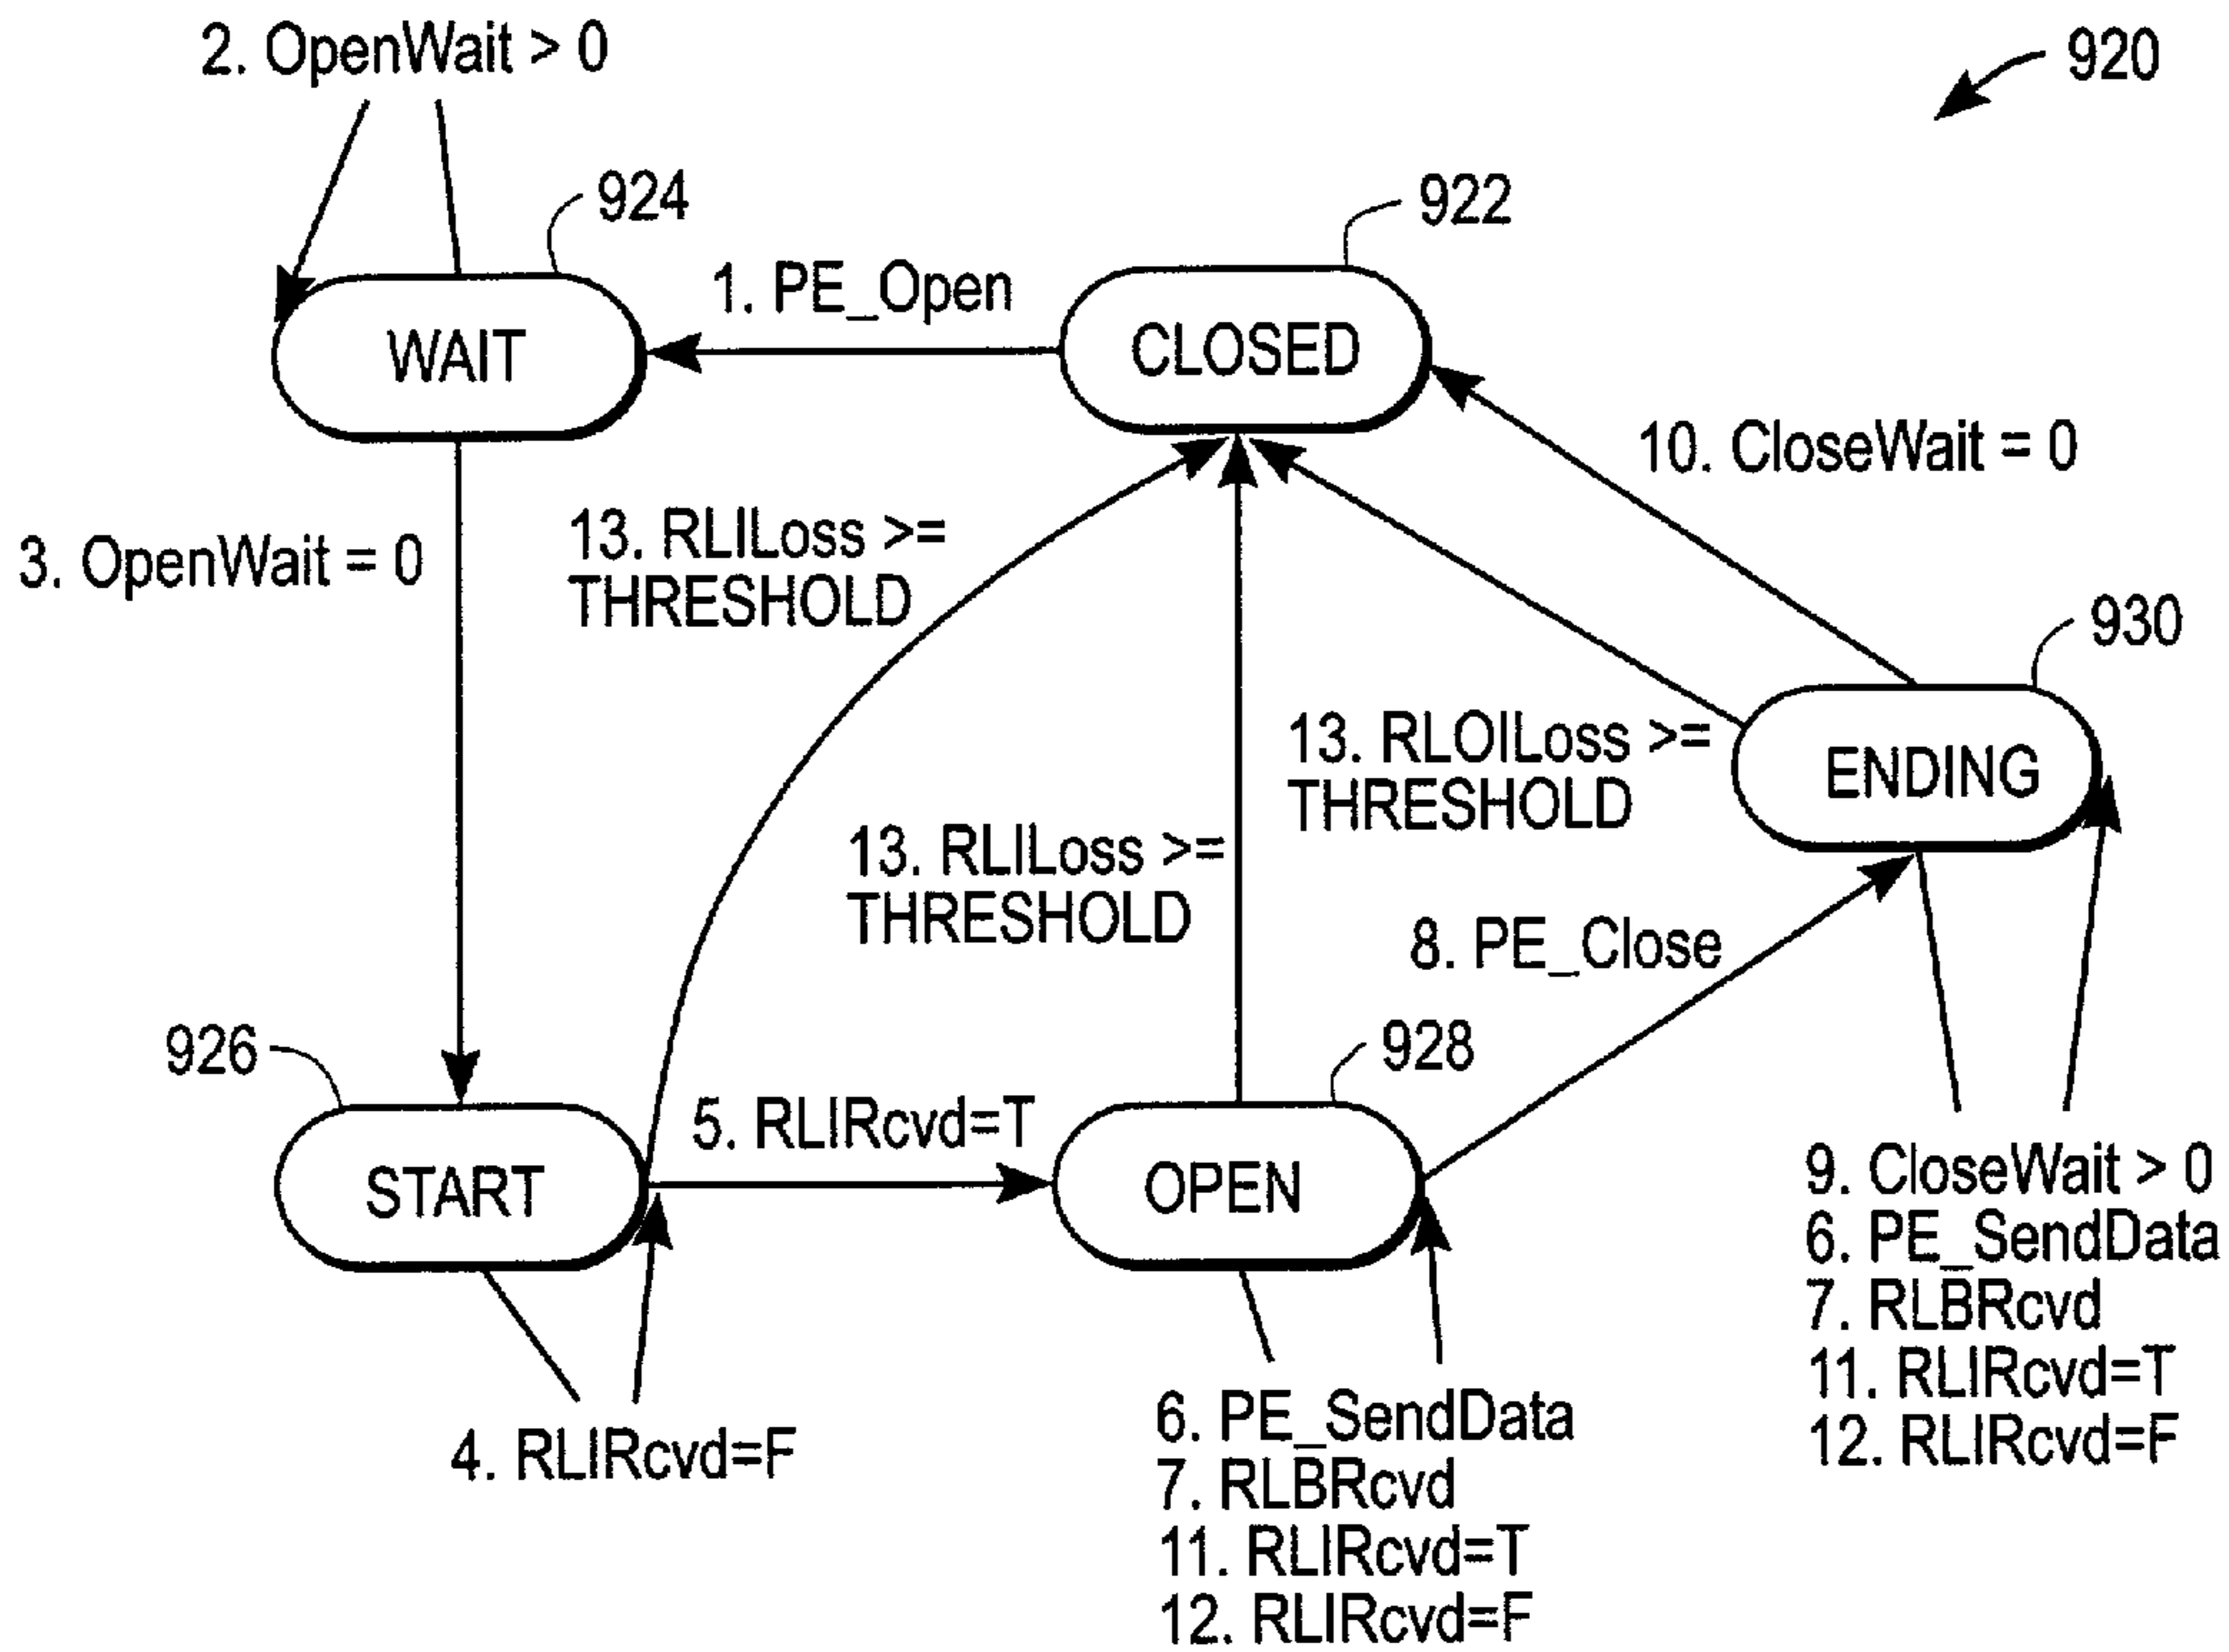 2. OpenWait > 0
920
924
922
1. PE_Open
WAIT
CLOSED
10. CloseWait = 0
3. OpenWait = 0
13. RLILoss >=
THRESHOLD
930
13. RLOILoss >=
THRESHOLD
ENDING
13. RLILoss >=
THRESHOLD
8. PE_Close
926
928
5. RLIRcvd=T
START
OPEN
9. CloseWait > 0
6. PE_SendData
7. RLBRcvd
11. RLIRcvd=T
12. RLIRcvd=F
4. RLIRcvd=F
6. PE_SendData
7. RLBRcvd
11. RLIRcvd=T
12. RLIRcvd=F